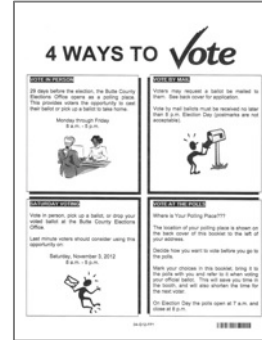 4 WAYS TO Vote
VOTE IN PERSON
29 days before the election, the Butte County
Elections Office opens as a polling place.
This provides voters the opportunity to cast
their ballot or pick up a ballot to take home.
Monday through Friday
8 a.m. - 5 p.m.
VOTE BY MAIL
Voters may request a ballot be mailed to
them. See back cover for application.
Vote by mail ballots must be received no later
than 8 p.m. Election Day (postmarks are not
acceptable).
SATURDAY VOTING
Vote in person, pick up a ballot, or drop your
voted ballot at the Butte County Elections
Office.
Last minute voters should consider using this
opportunity on:
Saturday, November 3, 2012
8 a.m. - 5 p.m.
VOTE AT THE POLLS
Where is Your Polling Place???
The location of your polling place is shown on
the back cover of this booklet to the left of
your address.
Decide how you want to vote before you go to
the polls.
Mark your choices in this booklet, bring it to
the polls with you and refer to it when voting
your official ballot. This will save you time in
the booth, and will also shorten the time for
the next voter.
On Election Day the polls open at 7 a.m. and
close at 8 p.m.